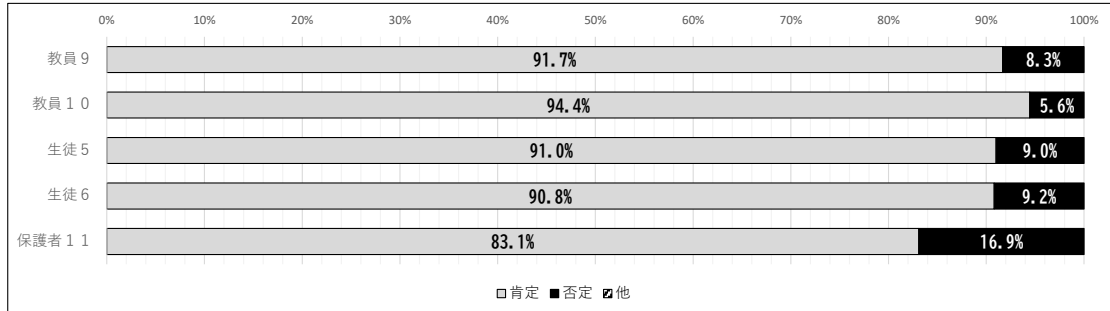 0% 10% 20% 30% 40% 50% 60% 70% 80% 90% 100%
教員９ 91.7% 8.3%
教員１０ 94.4% 5.6%
生徒５ 91.0% 9.0%
生徒６ 90.8% 9.2%
保護者１１ 83.1% 16.9%
肯定 否定 他